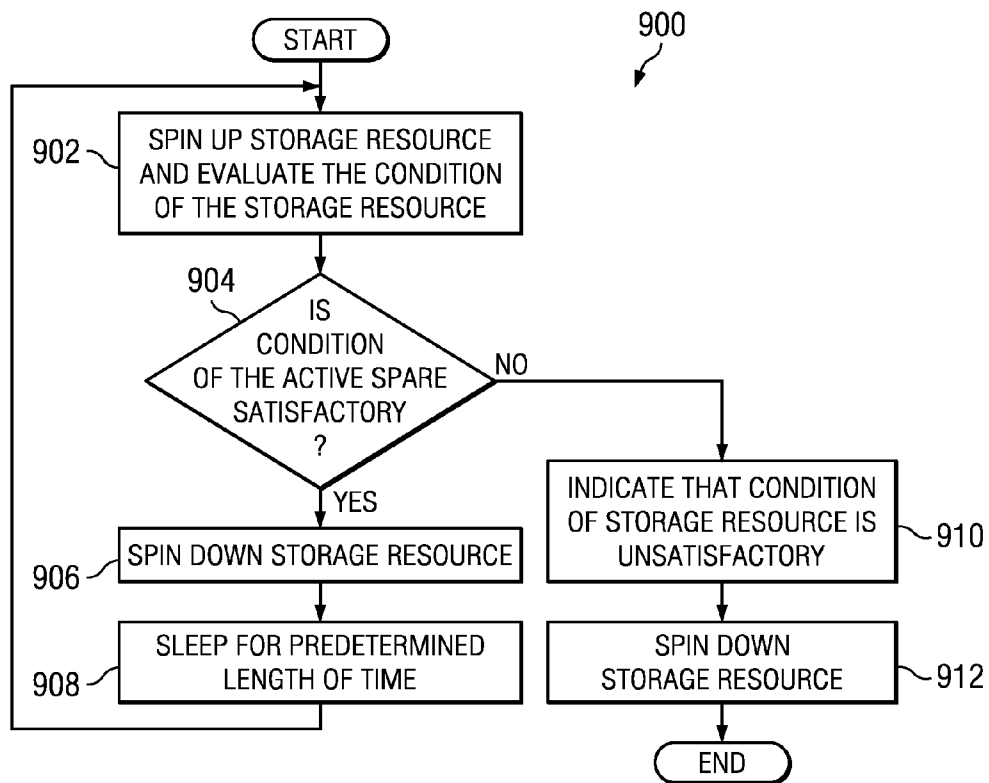 START
900
902
SPIN UP STORAGE RESOURCE
AND EVALUATE THE CONDITION
OF THE STORAGE RESOURCE
904
IS
CONDITION
OF THE ACTIVE SPARE
SATISFACTORY
?
NO
YES
906
SPIN DOWN STORAGE RESOURCE
908
SLEEP FOR PREDETERMINED
LENGTH OF TIME
INDICATE THAT CONDITION
OF STORAGE RESOURCE IS
UNSATISFACTORY
910
SPIN DOWN
STORAGE RESOURCE
912
END